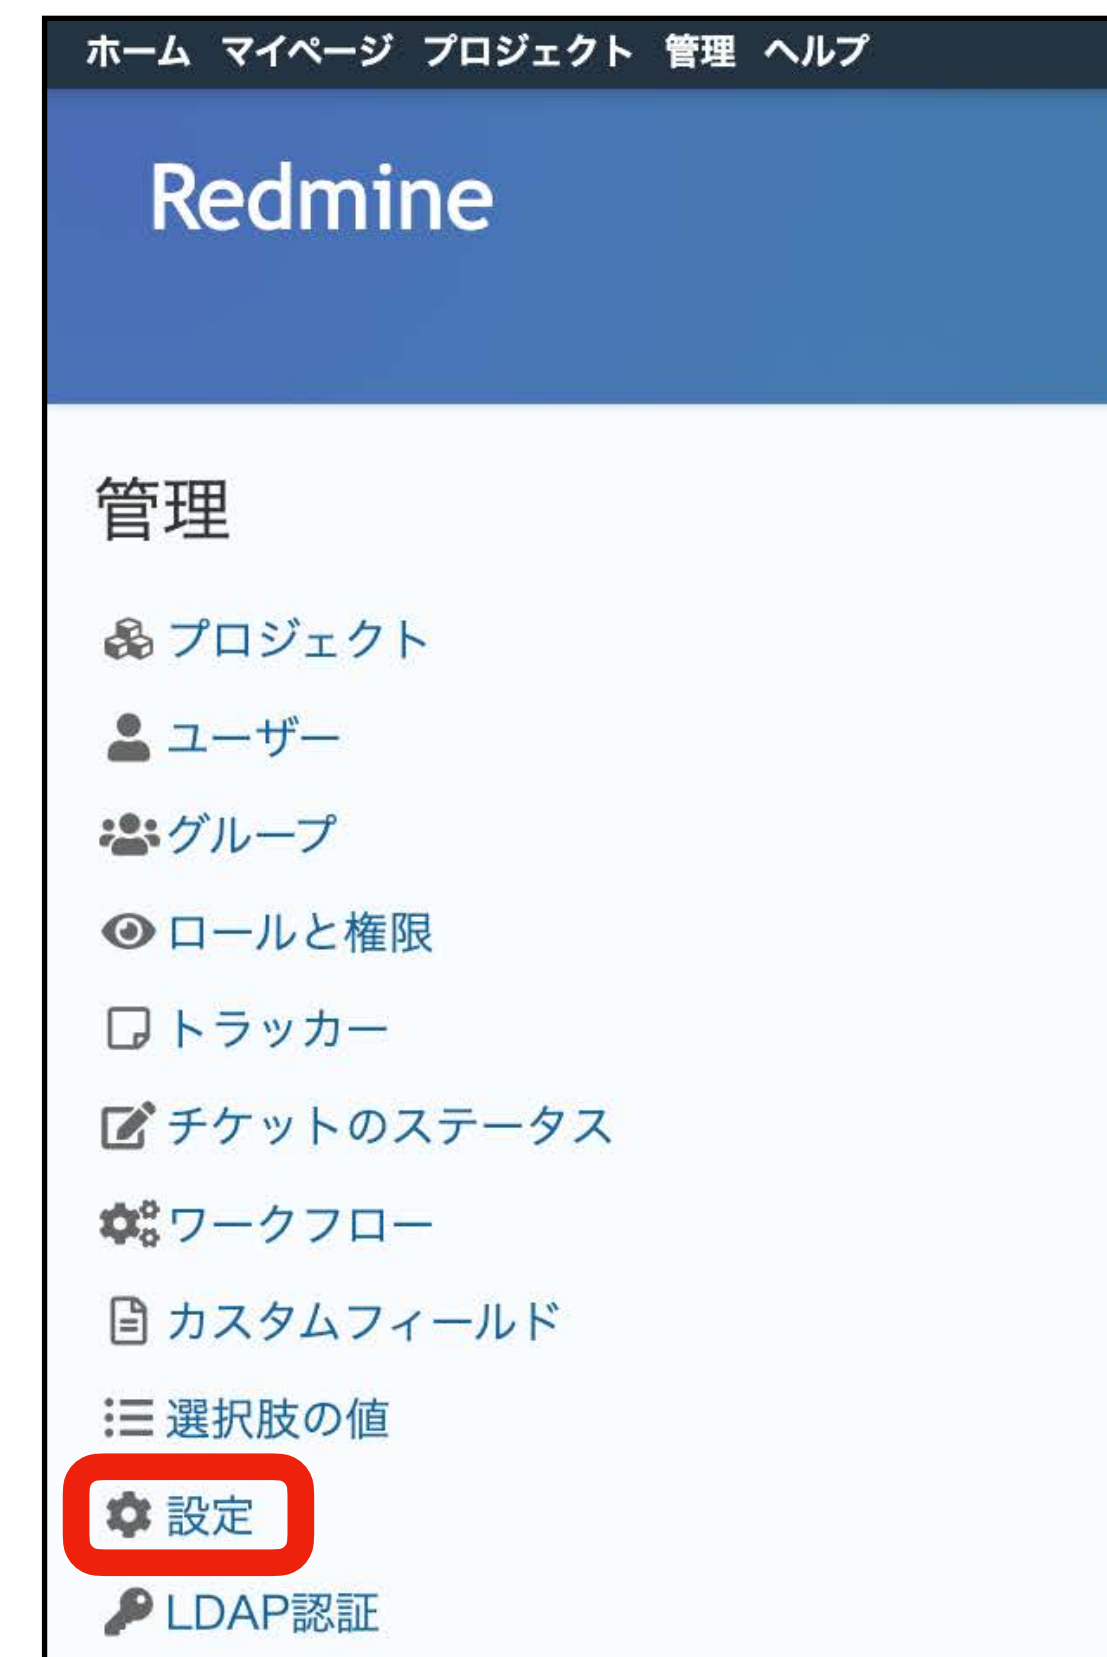 ホーム マイページ プロジェクト 管理 ヘルプ
Redmine
管理
プロジェクト
ユーザー
グループ
ロールと権限
トラッカー
チケットのステータス
ワークフロー
カスタムフィールド
選択肢の値
設定
LDAP認証